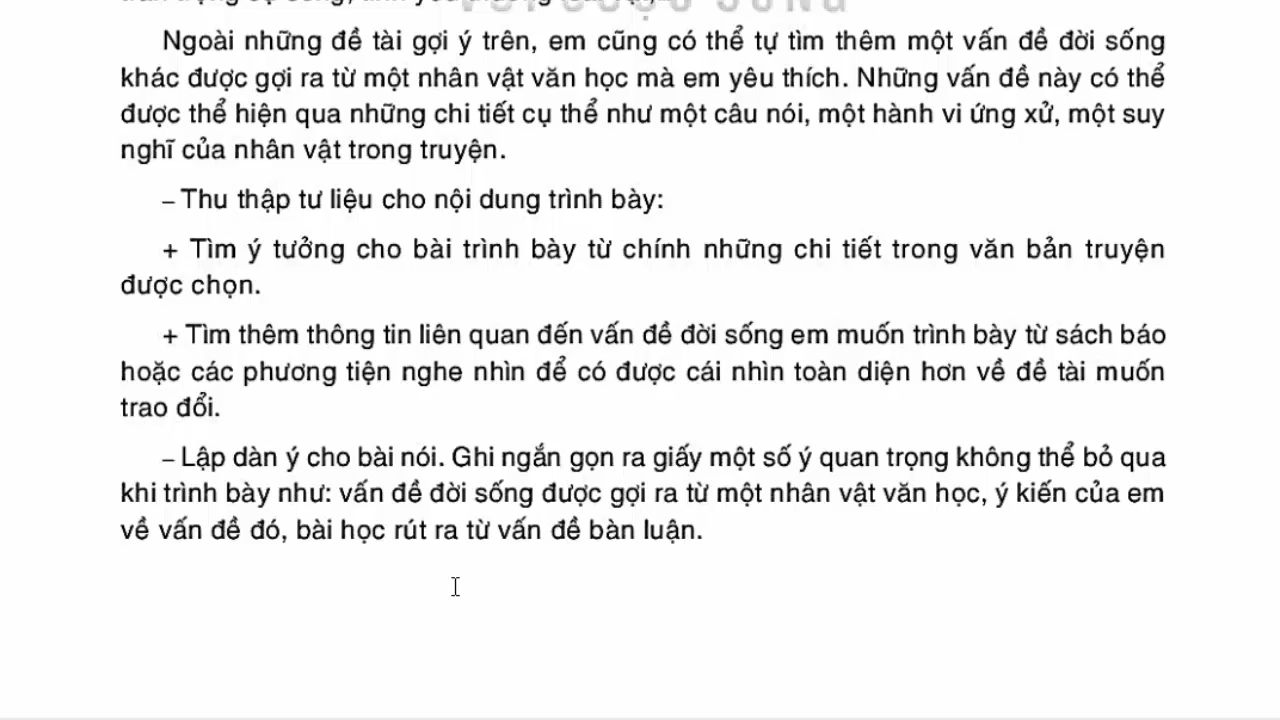 VỚI CUỘC SỐNG
Ngoài những đề tài gợi ý trên, em cũng có thể tự tìm thêm một vấn đề đời sống
khác được gợi ra từ một nhân vật văn học mà em yêu thích. Những vấn đề này có thể
được thể hiện qua những chi tiết cụ thể như một câu nói, một hành vi ứng xử, một suy
nghĩ của nhân vật trong truyện.
– Thu thập tư liệu cho nội dung trình bày:
+ Tìm ý tưởng cho bài trình bày từ chính những chi tiết trong văn bản truyện
được chọn.
+ Tìm thêm thông tin liên quan đến vấn đề đời sống em muốn trình bày từ sách báo
hoặc các phương tiện nghe nhìn để có được cái nhìn toàn diện hơn về đề tài muốn
trao đổi.
– Lập dàn ý cho bài nói. Ghi ngắn gọn ra giấy một số ý quan trọng không thể bỏ qua
khi trình bày như: vấn đề đời sống được gợi ra từ một nhân vật văn học, ý kiến của em
về vấn đề đó, bài học rút ra từ vấn đề bàn luận.